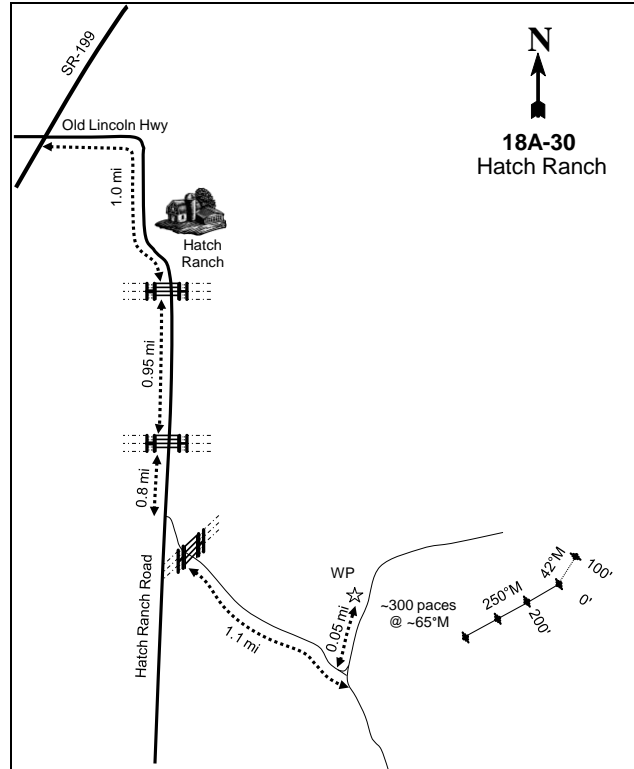 SR-199
Old Lincoln Hwy
N
18A-30
Hatch Ranch
1.0 mi
Hatch
Ranch
0.95 mi
0.8 mi
Hatch Ranch Road
1.1 mi
WP
0.05 mi
~300 paces
@ ~65°M
250°M
42°M
100'
0'
200'